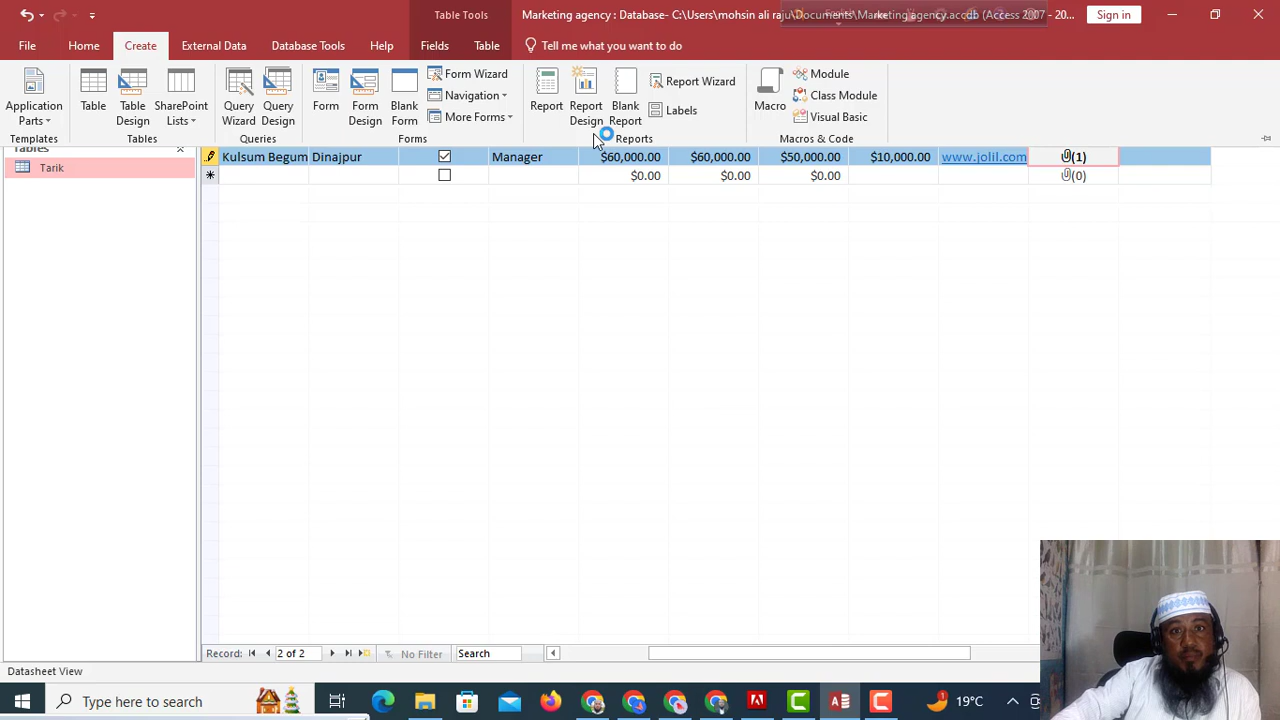 Table Tools
Marketing agency : Database- C:\Users\mohsin ali raju\Documents\Marketing agency.accdb (Access 2007 - 20...
Sign in
File
Create
Home
External Data
Database Tools
Help
Fields
Table
Tell me what you want to do
Application Parts
Table
Table Design
SharePoint Lists
Query Wizard
Query Design
Form
Form Design
Blank Form
Form Wizard
Navigation
More Forms
Report
Report Design
Blank Report
Report Wizard
Labels
Macro
Module
Class Module
Visual Basic
Templates
Tables
Queries
Forms
Reports
Macros & Code
Tables
Tarik
Kulsum Begum Dinajpur Manager $60,000.00 $60,000.00 $50,000.00 $10,000.00 www.jolil.com (1)
$0.00 $0.00 $0.00 (0)
Record: 2 of 2 No Filter Search
Datasheet View
Type here to search
19°C